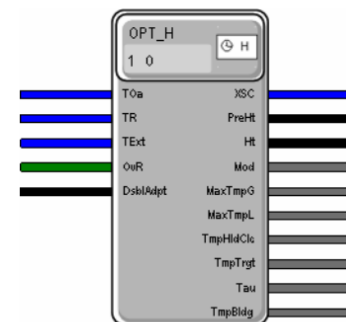 OPT_H
H
1 0
TOa XSC
TR PreHt
TExt Ht
OvR Mod
DsblAdpt MaxTmpG
MaxTmpL
TmpHldClc
TmpTrgt
Tau
TmpBldg